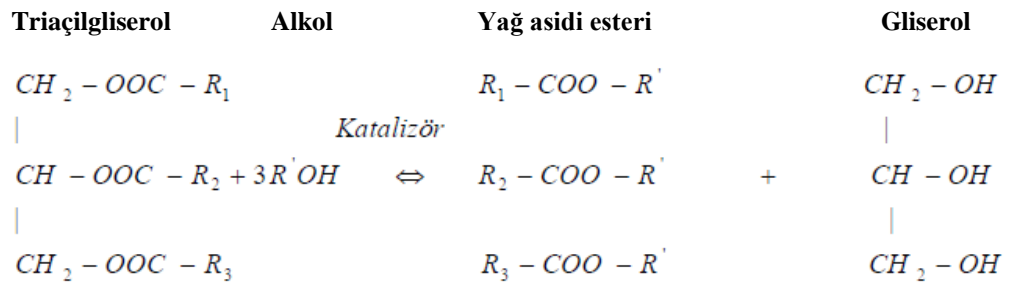 Triaçilgliserol Alkol Yağ asidi esteri Gliserol
CH₂ – OOC – R₁ R₁ – COO – R' CH₂ – OH
| Katalizör |
CH – OOC – R₂ + 3R'OH ⇔ R₂ – COO – R' + CH – OH
| |
CH₂ – OOC – R₃ R₃ – COO – R' CH₂ – OH